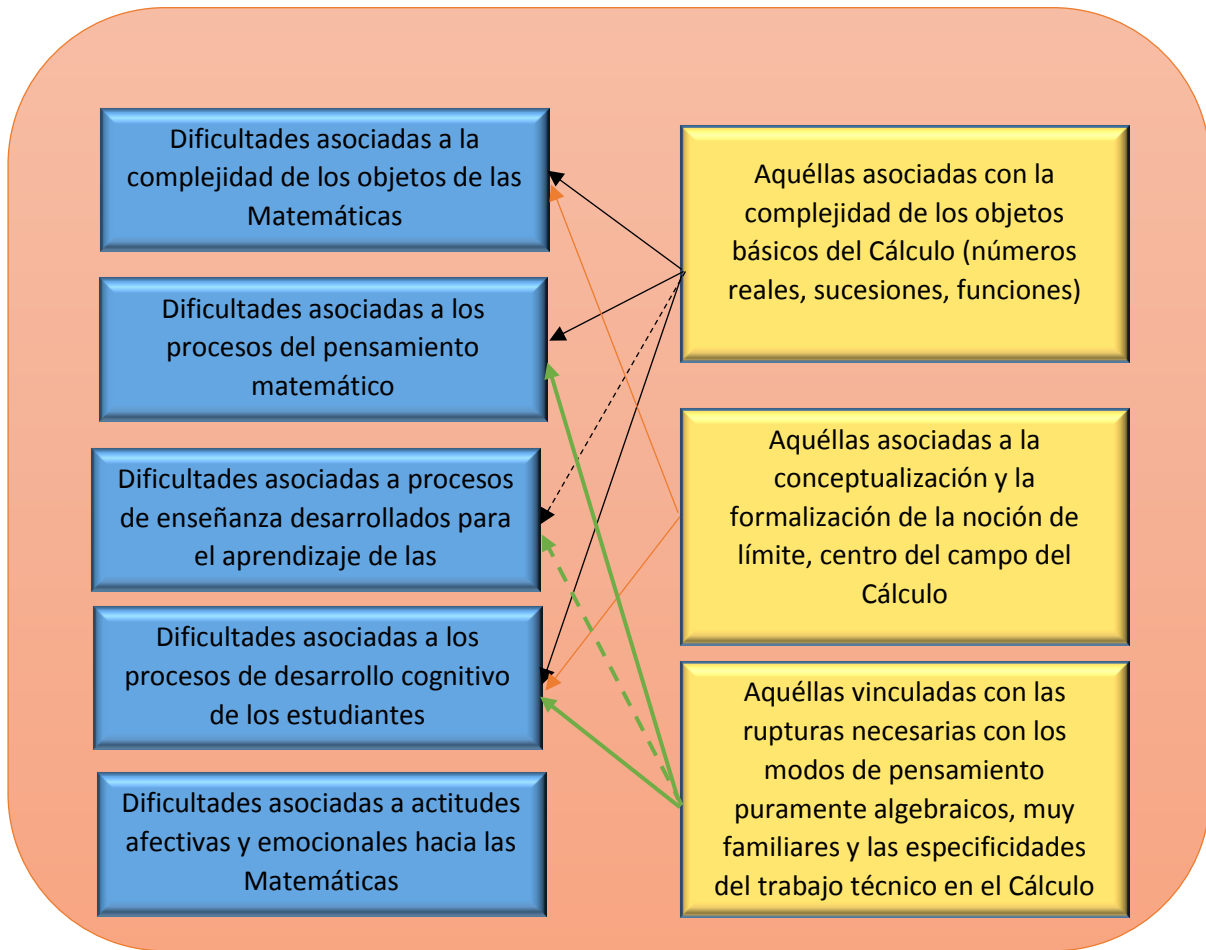 Dificultades asociadas a la
complejidad de los objetos de las
Matemáticas
Dificultades asociadas a los
procesos del pensamiento
matemático
Dificultades asociadas a procesos
de enseñanza desarrollados para
el aprendizaje de las
Dificultades asociadas a los
procesos de desarrollo cognitivo
de los estudiantes
Dificultades asociadas a actitudes
afectivas y emocionales hacia las
Matemáticas
Aquéllas asociadas con la
complejidad de los objetos
básicos del Cálculo (números
reales, sucesiones, funciones)
Aquéllas asociadas a la
conceptualización y la
formalización de la noción de
límite, centro del campo del
Cálculo
Aquéllas vinculadas con las
rupturas necesarias con los
modos de pensamiento
puramente algebraicos, muy
familiares y las especificidades
del trabajo técnico en el Cálculo